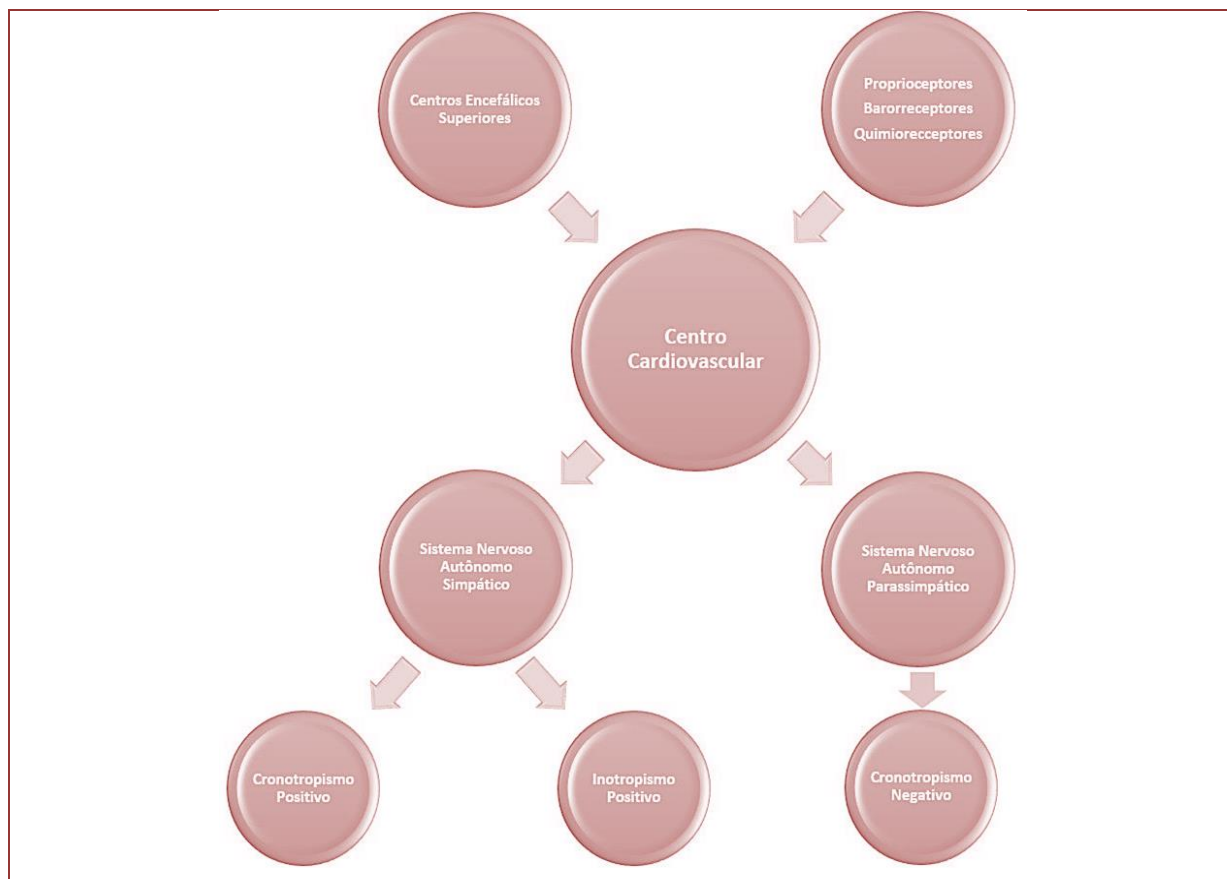 Centros Encefálicos
Superiores
Proprioceptores
Barorreceptores
Quimiorecceptores
Centro
Cardiovascular
Sistema Nervoso
Autônomo
Simpático
Sistema Nervoso
Autônomo
Parassimpático
Cronotropismo
Positivo
Inotropismo
Positivo
Cronotropismo
Negativo